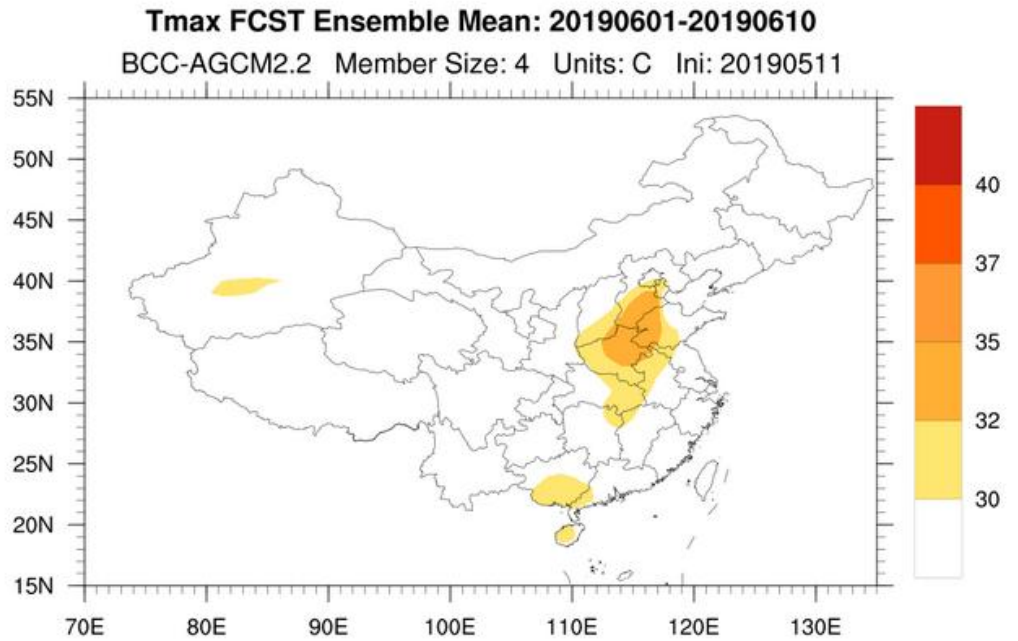 Tmax FCST Ensemble Mean: 20190601-20190610
BCC-AGCM2.2 Member Size: 4 Units: C Ini: 20190511
55N
50N
45N
40N
35N
30N
25N
20N
15N
70E 80E 90E 100E 110E 120E 130E
40
37
35
32
30